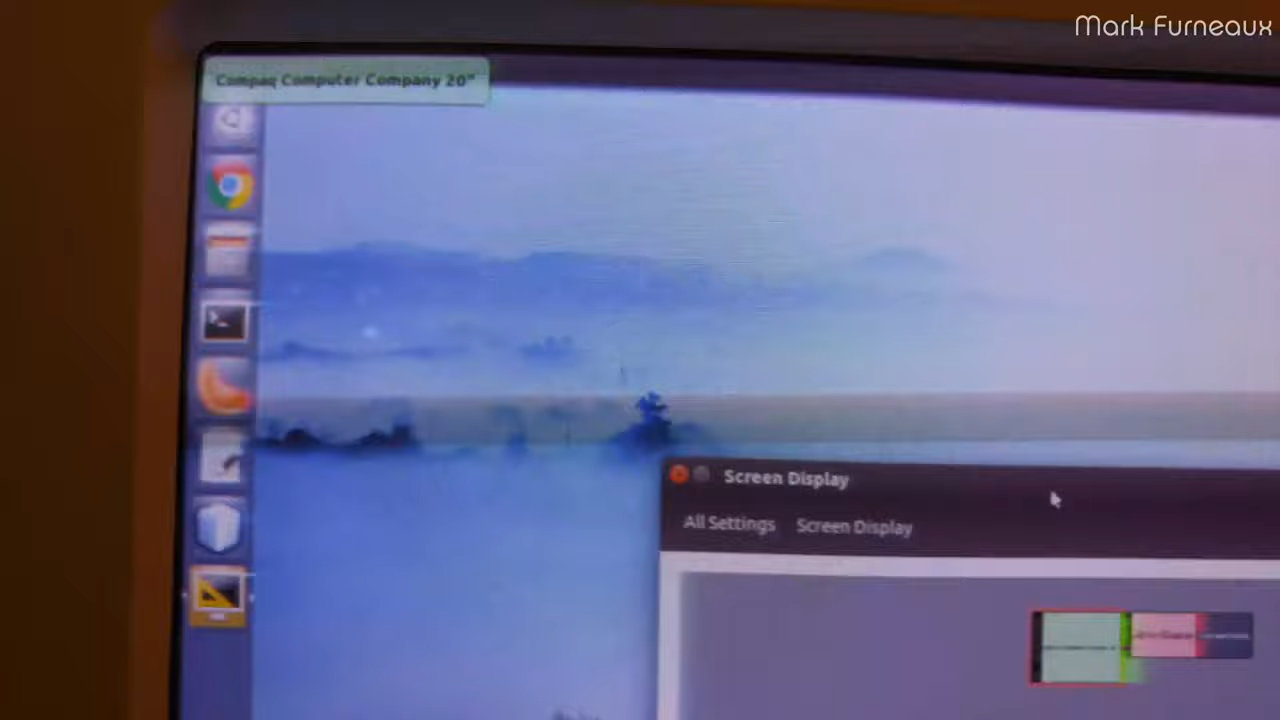 Mark Furneaux
Compaq Computer Company 20"
Screen Display
All Settings Screen Display